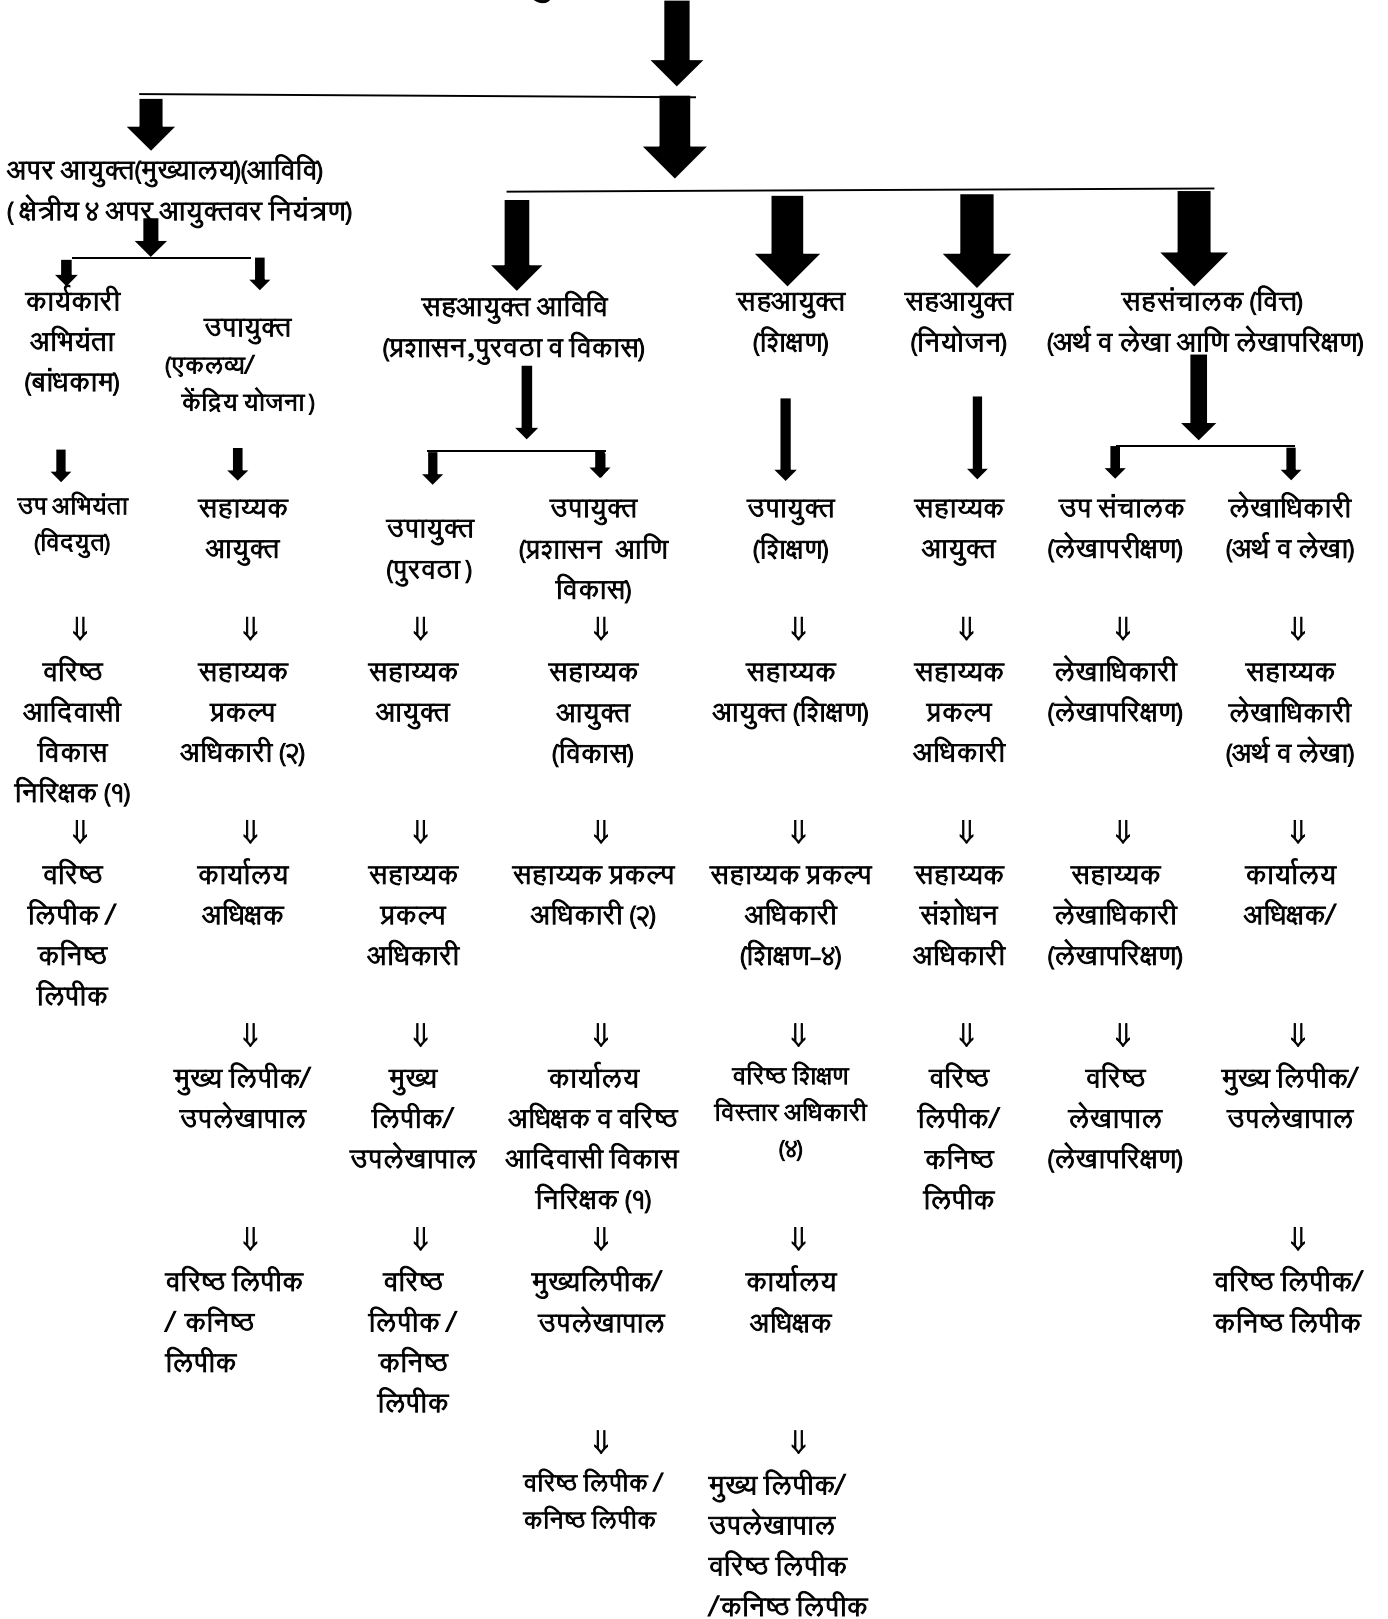 अपर आयुक्त(मुख्यालय)(आविवि)
( क्षेत्रीय ४ अपर आयुक्तवर नियंत्रण)
कार्यकारी
अभियंता
(बांधकाम)
उपायुक्त
(एकलव्य/
केंद्रिय योजना )
सहआयुक्त आविवि
(प्रशासन,पुरवठा व विकास)
सहआयुक्त
(शिक्षण)
सहआयुक्त
(नियोजन)
सहसंचालक (वित्त)
(अर्थ व लेखा आणि लेखापरिक्षण)
उप अभियंता
(विदयुत)
सहाय्यक
आयुक्त
उपायुक्त
(पुरवठा )
उपायुक्त
(प्रशासन आणि
विकास)
उपायुक्त
(शिक्षण)
सहाय्यक
आयुक्त
उप संचालक
(लेखापरीक्षण)
लेखाधिकारी
(अर्थ व लेखा)
⇓ ⇓ ⇓ ⇓ ⇓ ⇓ ⇓ ⇓
वरिष्ठ
आदिवासी
विकास
निरिक्षक (१)
सहाय्यक
प्रकल्प
अधिकारी (२)
सहाय्यक
आयुक्त
सहाय्यक
आयुक्त
(विकास)
सहाय्यक
आयुक्त (शिक्षण)
सहाय्यक
प्रकल्प
अधिकारी
लेखाधिकारी
(लेखापरिक्षण)
सहाय्यक
लेखाधिकारी
(अर्थ व लेखा)
⇓ ⇓ ⇓ ⇓ ⇓ ⇓ ⇓ ⇓
वरिष्ठ
लिपीक /
कनिष्ठ
लिपीक
कार्यालय
अधिक्षक
सहाय्यक
प्रकल्प
अधिकारी
सहाय्यक प्रकल्प
अधिकारी (२)
सहाय्यक प्रकल्प
अधिकारी
(शिक्षण–४)
सहाय्यक
संशोधन
अधिकारी
सहाय्यक
लेखाधिकारी
(लेखापरिक्षण)
कार्यालय
अधिक्षक/
⇓ ⇓ ⇓ ⇓ ⇓ ⇓ ⇓
मुख्य लिपीक/
उपलेखापाल
मुख्य
लिपीक/
उपलेखापाल
कार्यालय
अधिक्षक व वरिष्ठ
आदिवासी विकास
निरिक्षक (१)
वरिष्ठ शिक्षण
विस्तार अधिकारी
(४)
वरिष्ठ
लिपीक/
कनिष्ठ
लिपीक
वरिष्ठ
लेखापाल
(लेखापरिक्षण)
मुख्य लिपीक/
उपलेखापाल
⇓ ⇓ ⇓ ⇓ ⇓
वरिष्ठ लिपीक
/ कनिष्ठ
लिपीक
वरिष्ठ
लिपीक /
कनिष्ठ
लिपीक
मुख्यलिपीक/
उपलेखापाल
कार्यालय
अधिक्षक
वरिष्ठ लिपीक/
कनिष्ठ लिपीक
⇓ ⇓
वरिष्ठ लिपीक /
कनिष्ठ लिपीक
मुख्य लिपीक/
उपलेखापाल
वरिष्ठ लिपीक
/कनिष्ठ लिपीक